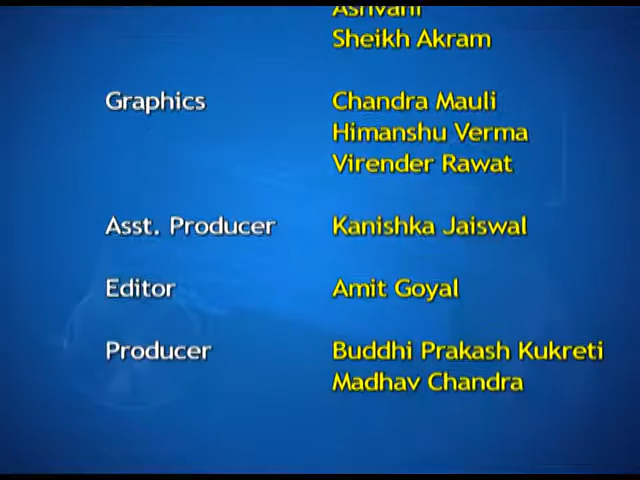 Ashvani
Sheikh Akram
Graphics Chandra Mauli
Himanshu Verma
Virender Rawat
Asst. Producer Kanishka Jaiswal
Editor Amit Goyal
Producer Buddhi Prakash Kukreti
Madhav Chandra